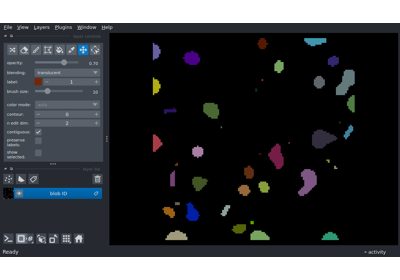 File View Layers Plugins Window Help
opacity: 0.70
blending: translucent
label: 1
brush size: 10
color mode:
contour: 0
n edit dim: 2
contiguous:
preserve labels:
show selected:
blob ID
Ready
activity